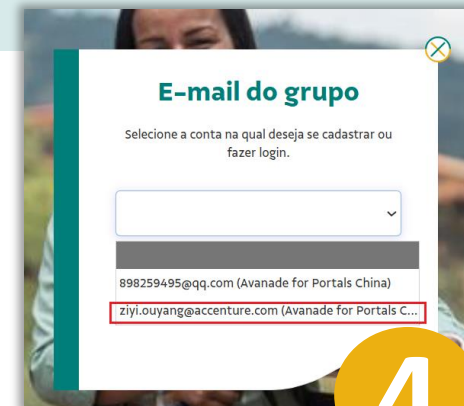 E-mail do grupo
Selecione a conta na qual deseja se cadastrar ou
fazer login.
898259495@qq.com (Avanade for Portals China)
ziyi.ouyang@accenture.com (Avanade for Portals C...
4